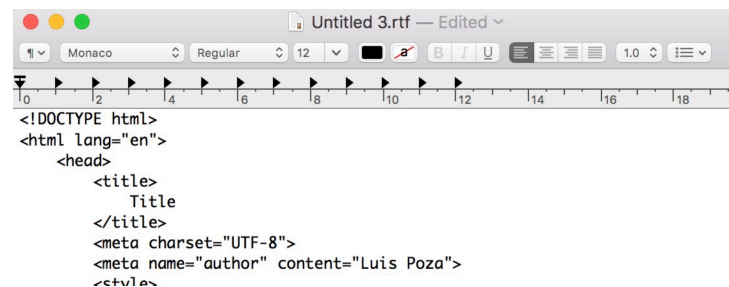 Untitled 3.rtf — Edited
¶ Monaco Regular 12 a B I U 1.0
0 2 4 6 8 10 12 14 16 18
<!DOCTYPE html>
<html lang="en">
<head>
<title>
Title
</title>
<meta charset="UTF-8">
<meta name="author" content="Luis Poza">
<style>